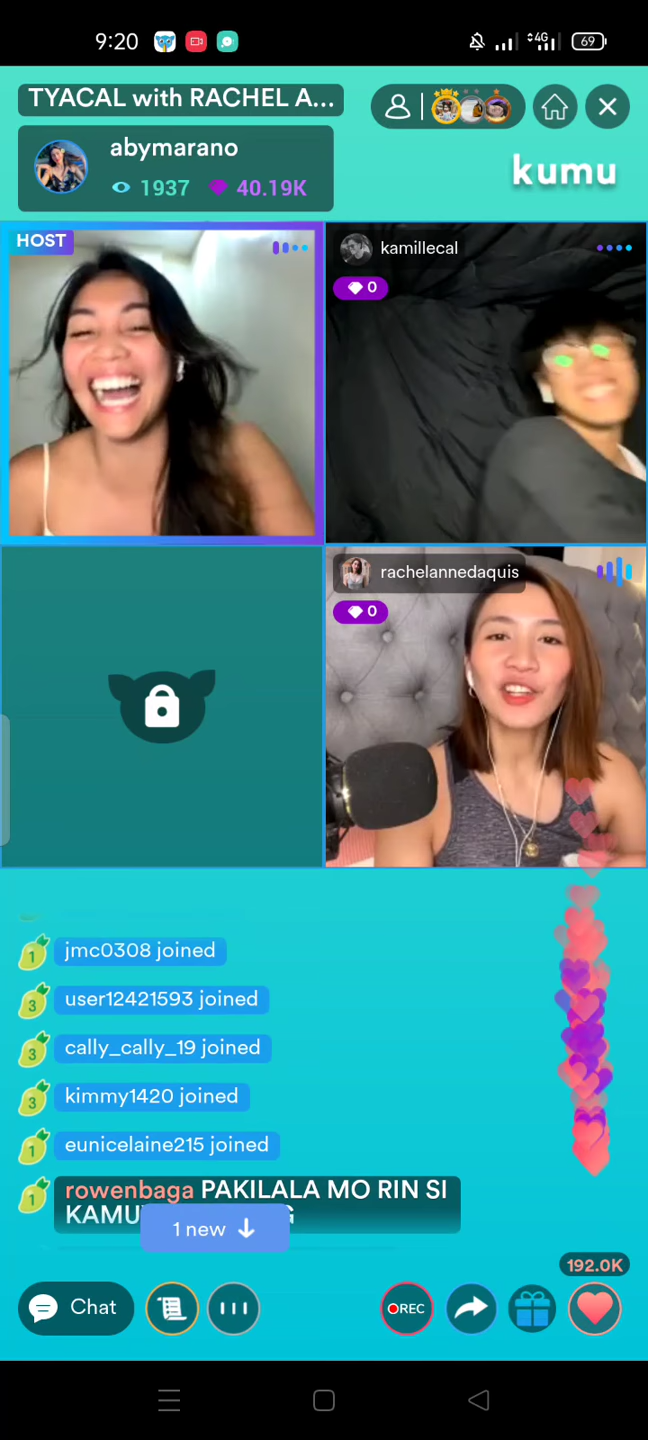 9:20
4G
69
TYACAL with RACHEL A...
abymarano
1937 40.19K
kumu
HOST
kamillecal
0
rachelannedaquis
0
1 jmc0308 joined
3 user12421593 joined
3 cally_cally_19 joined
3 kimmy1420 joined
1 eunicelaine215 joined
1 rowenbaga PAKILALA MO RIN SI
1 new
192.0K
Chat
REC